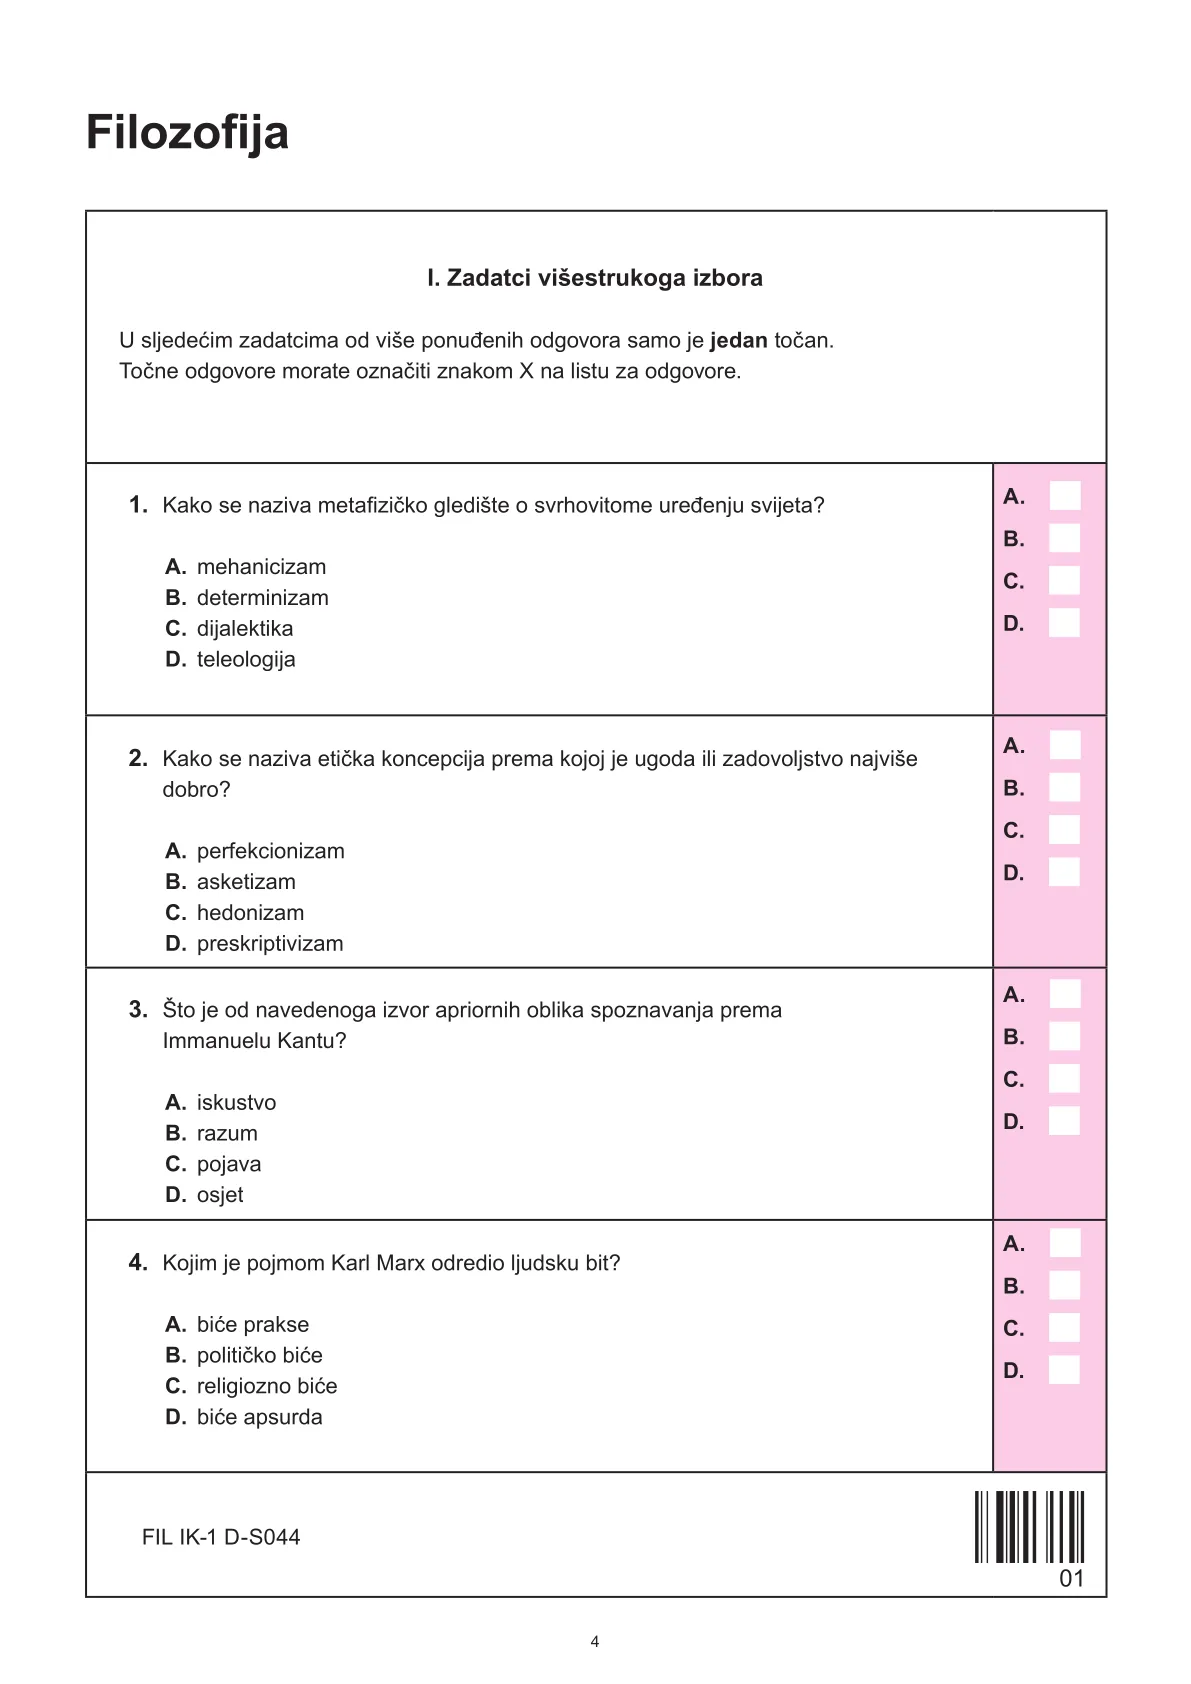 Filozofija
I. Zadatci višestrukoga izbora
U sljedećim zadatcima od više ponuđenih odgovora samo je jedan točan.
Točne odgovore morate označiti znakom X na listu za odgovore.
1. Kako se naziva metafizičko gledište o svrhovitome uređenju svijeta?
A. mehanicizam
B. determinizam
C. dijalektika
D. teleologija
A.
B.
C.
D.
2. Kako se naziva etička koncepcija prema kojoj je ugoda ili zadovoljstvo najviše
dobro?
A. perfekcionizam
B. asketizam
C. hedonizam
D. preskriptivizam
A.
B.
C.
D.
3. Što je od navedenoga izvor apriornih oblika spoznavanja prema
Immanuelu Kantu?
A. iskustvo
B. razum
C. pojava
D. osjet
A.
B.
C.
D.
4. Kojim je pojmom Karl Marx odredio ljudsku bit?
A. biće prakse
B. političko biće
C. religiozno biće
D. biće apsurda
A.
B.
C.
D.
FIL IK-1 D-S044
01
4